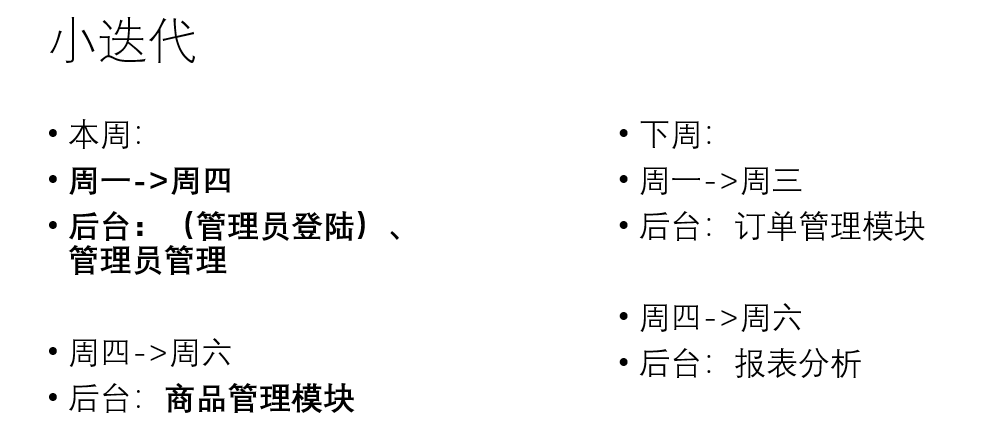 小迭代
• 本周：
• 周一->周四
• 后台：（管理员登陆）、
管理员管理
• 周四->周六
• 后台：商品管理模块
• 下周：
• 周一->周三
• 后台：订单管理模块
• 周四->周六
• 后台：报表分析